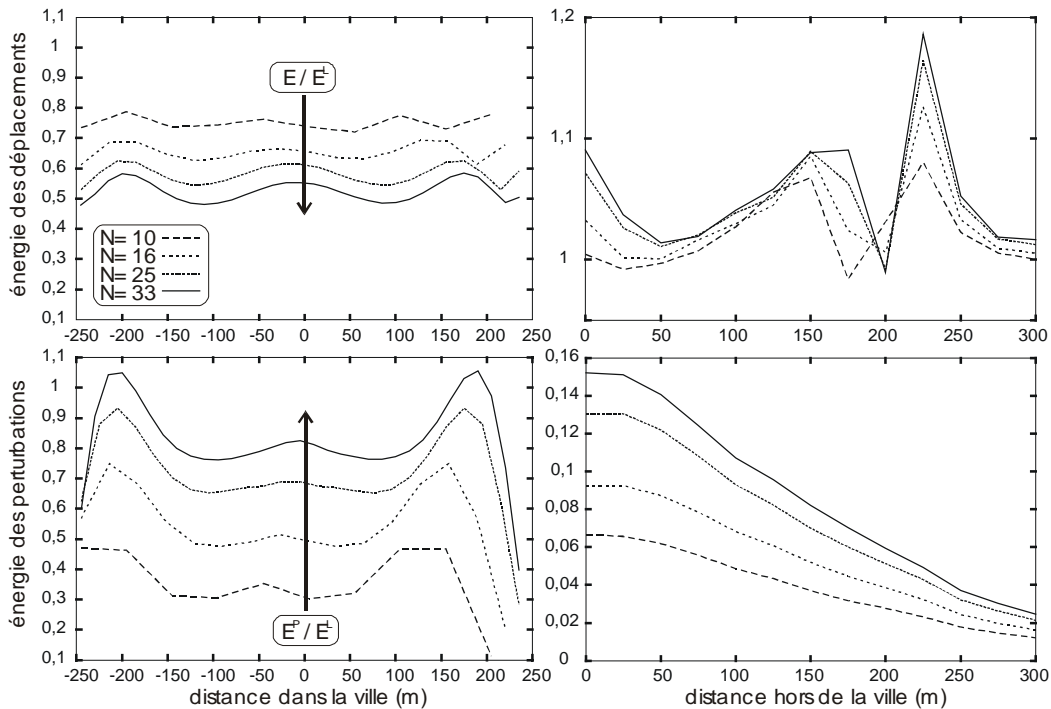 énergie des déplacements
1,1
1
0,9
0,8
0,7
0,6
0,5
0,4
0,3
0,2
0,1
E / E^L
N= 10
N= 16
N= 25
N= 33
-250 -200 -150 -100 -50 0 50 100 150 200 250
1,2
1,1
1
0 50 100 150 200 250 300
énergie des perturbations
1,1
1
0,9
0,8
0,7
0,6
0,5
0,4
0,3
0,2
0,1
E^P / E^L
-250 -200 -150 -100 -50 0 50 100 150 200 250
distance dans la ville (m)
0,16
0,15
0,1
0,08
0,06
0,04
0,02
0
0 50 100 150 200 250 300
distance hors de la ville (m)